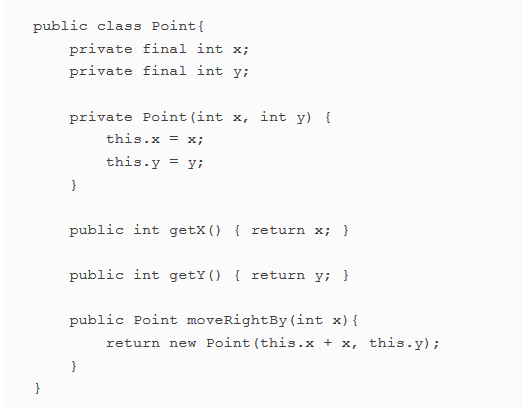 public class Point{
    private final int x;
    private final int y;

    private Point(int x, int y) {
        this.x = x;
        this.y = y;
    }

    public int getX() { return x; }

    public int getY() { return y; }

    public Point moveRightBy(int x){
        return new Point(this.x + x, this.y);
    }
}